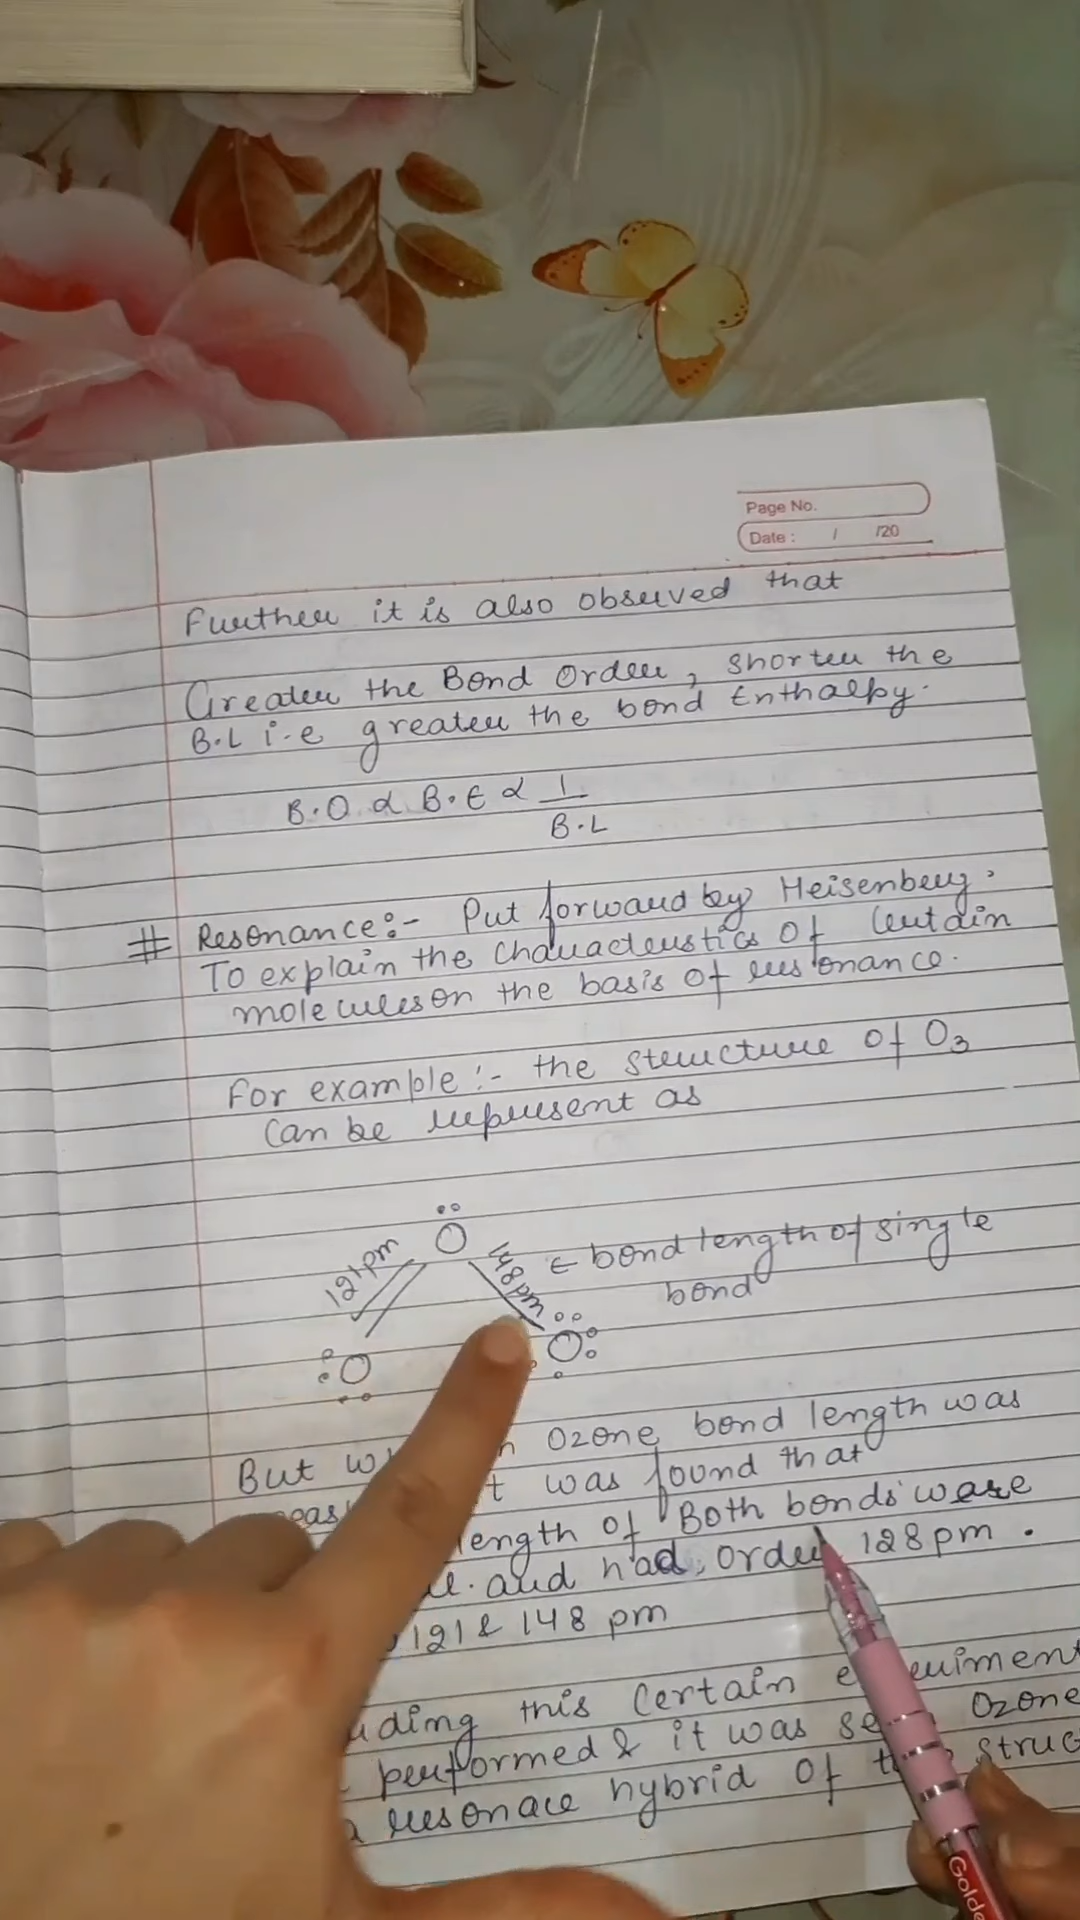 Page No.
Date : / /20
Further it is also observed that
Greater the Bond Order, shorter the
B.L i.e greater the bond Enthalpy.
B.O α B.E α 1
B.L
# Resonance:- Put forward by Heisenberg.
To explain the characterstics of certain
molecules on the basis of resonance.
For example:- the structure of O3
can be represent as
O
121pm
148pm
← bond length of single
bond
O
O
But Ozone bond length was
was found that
length of Both bonds ware
and had order 128pm.
121 & 148 pm
this certain
performed & it was Ozone
resonace hybrid of
Golde